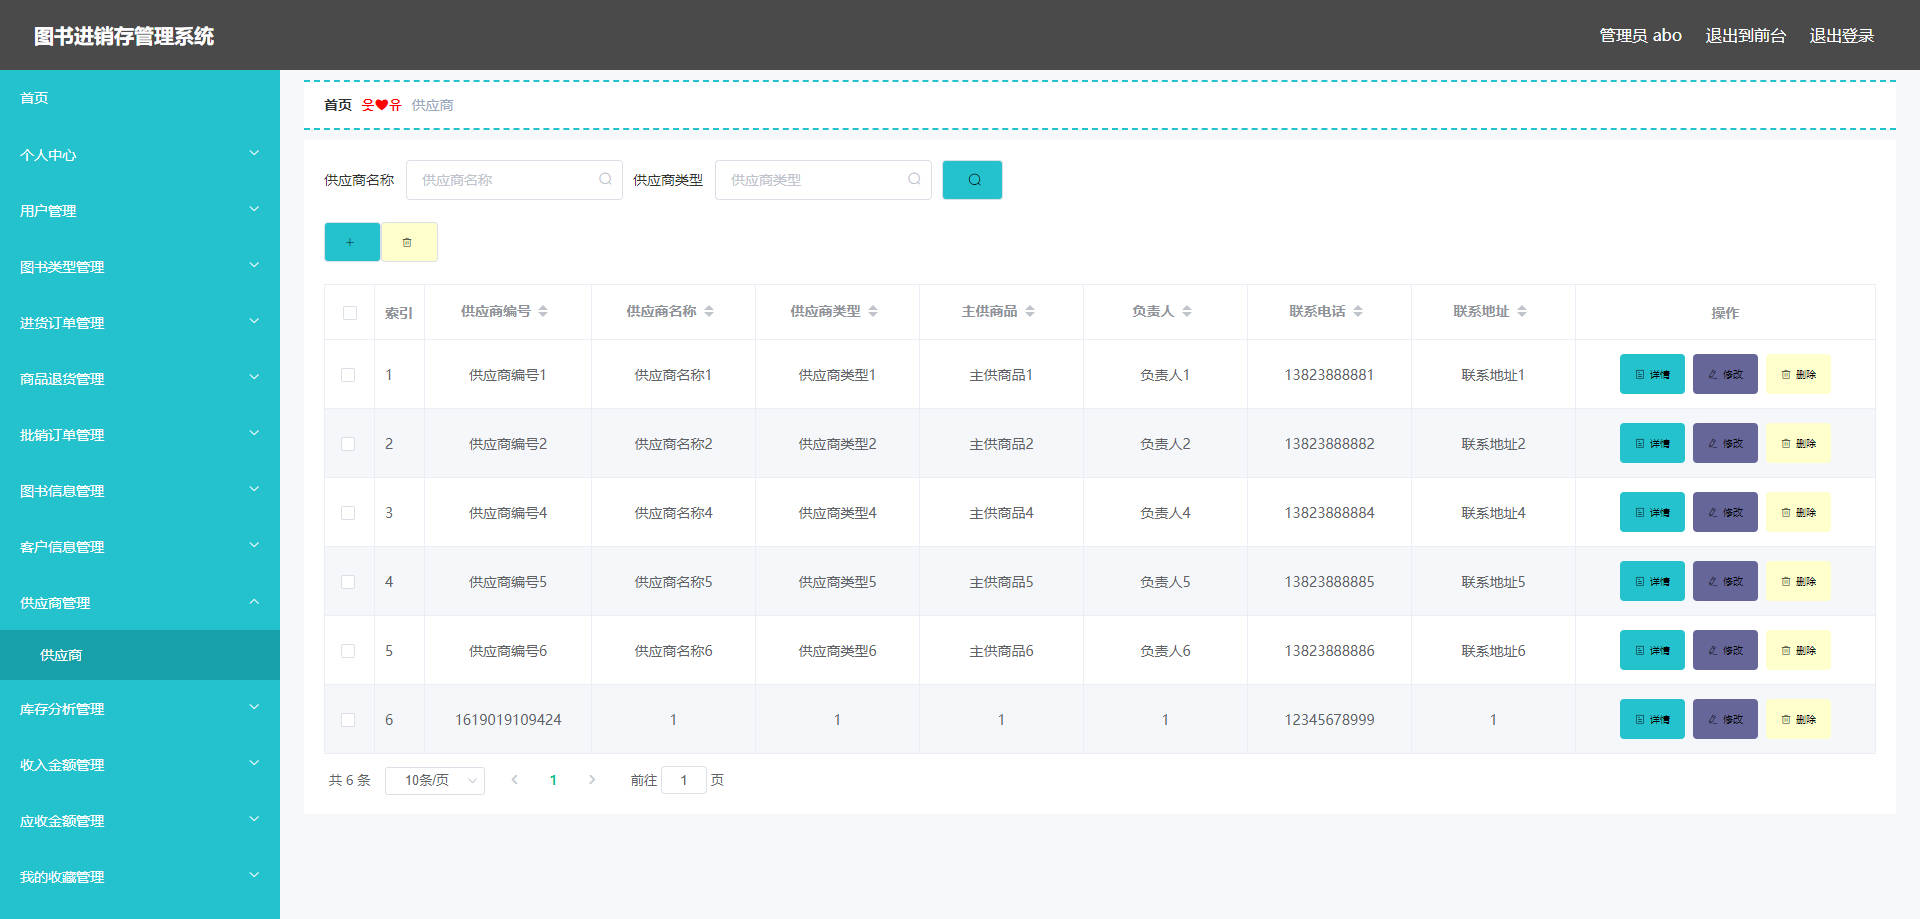 图书进销存管理系统
管理员 abo 退出到前台 退出登录
首页
个人中心
用户管理
图书类型管理
进货订单管理
商品退货管理
批销订单管理
图书信息管理
客户信息管理
供应商管理
供应商
库存分析管理
收入金额管理
应收金额管理
我的收藏管理
首页 웃❤유 供应商
供应商名称 供应商名称 供应商类型 供应商类型
索引 供应商编号 供应商名称 供应商类型 主供商品 负责人 联系电话 联系地址 操作
1 供应商编号1 供应商名称1 供应商类型1 主供商品1 负责人1 13823888881 联系地址1 详情 修改 删除
2 供应商编号2 供应商名称2 供应商类型2 主供商品2 负责人2 13823888882 联系地址2 详情 修改 删除
3 供应商编号4 供应商名称4 供应商类型4 主供商品4 负责人4 13823888884 联系地址4 详情 修改 删除
4 供应商编号5 供应商名称5 供应商类型5 主供商品5 负责人5 13823888885 联系地址5 详情 修改 删除
5 供应商编号6 供应商名称6 供应商类型6 主供商品6 负责人6 13823888886 联系地址6 详情 修改 删除
6 1619019109424 1 1 1 1 12345678999 1 详情 修改 删除
共 6 条 10条/页 1 前往 1 页